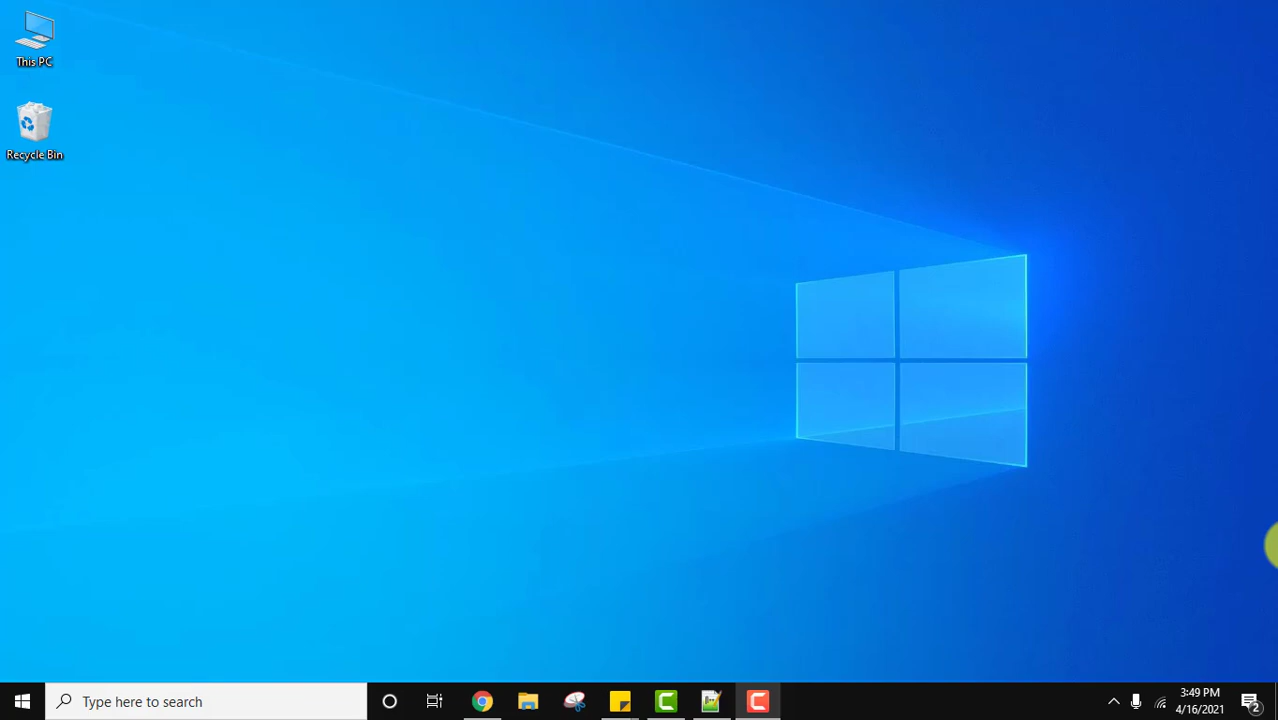 This PC
Recycle Bin
Type here to search
3:49 PM
4/16/2021
2